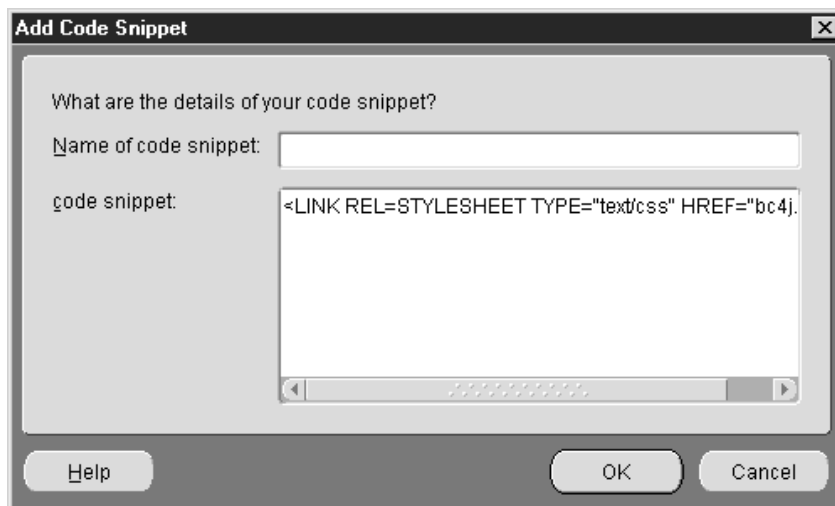 Add Code Snippet
What are the details of your code snippet?
Name of code snippet:
code snippet:
<LINK REL=STYLESHEET TYPE="text/css" HREF="bc4j.
Help
OK
Cancel